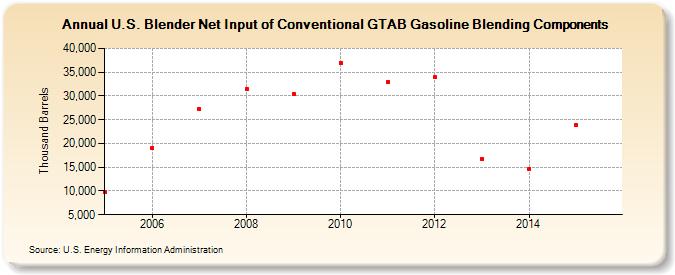 Annual U.S. Blender Net Input of Conventional GTAB Gasoline Blending Components
Thousand Barrels
40,000
35,000
30,000
25,000
20,000
15,000
10,000
5,000
2006 2008 2010 2012 2014
Source: U.S. Energy Information Administration